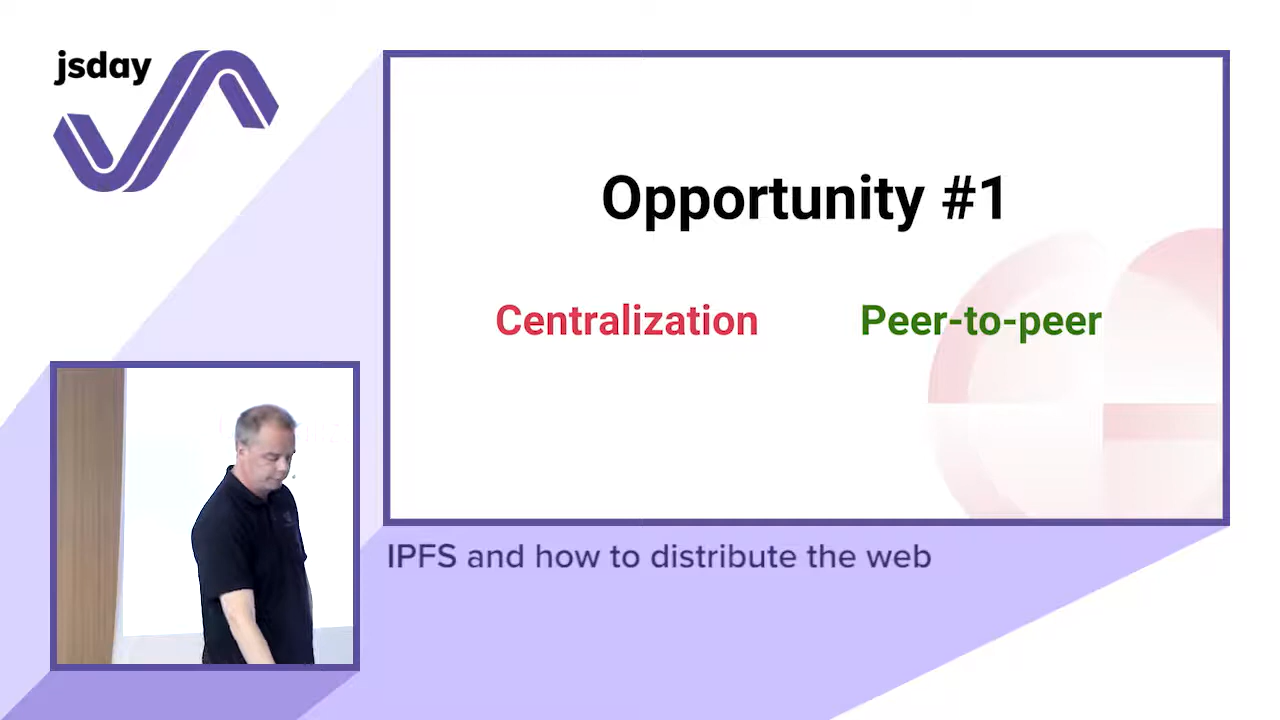 jsday
Opportunity #1
Centralization Peer-to-peer
IPFS and how to distribute the web